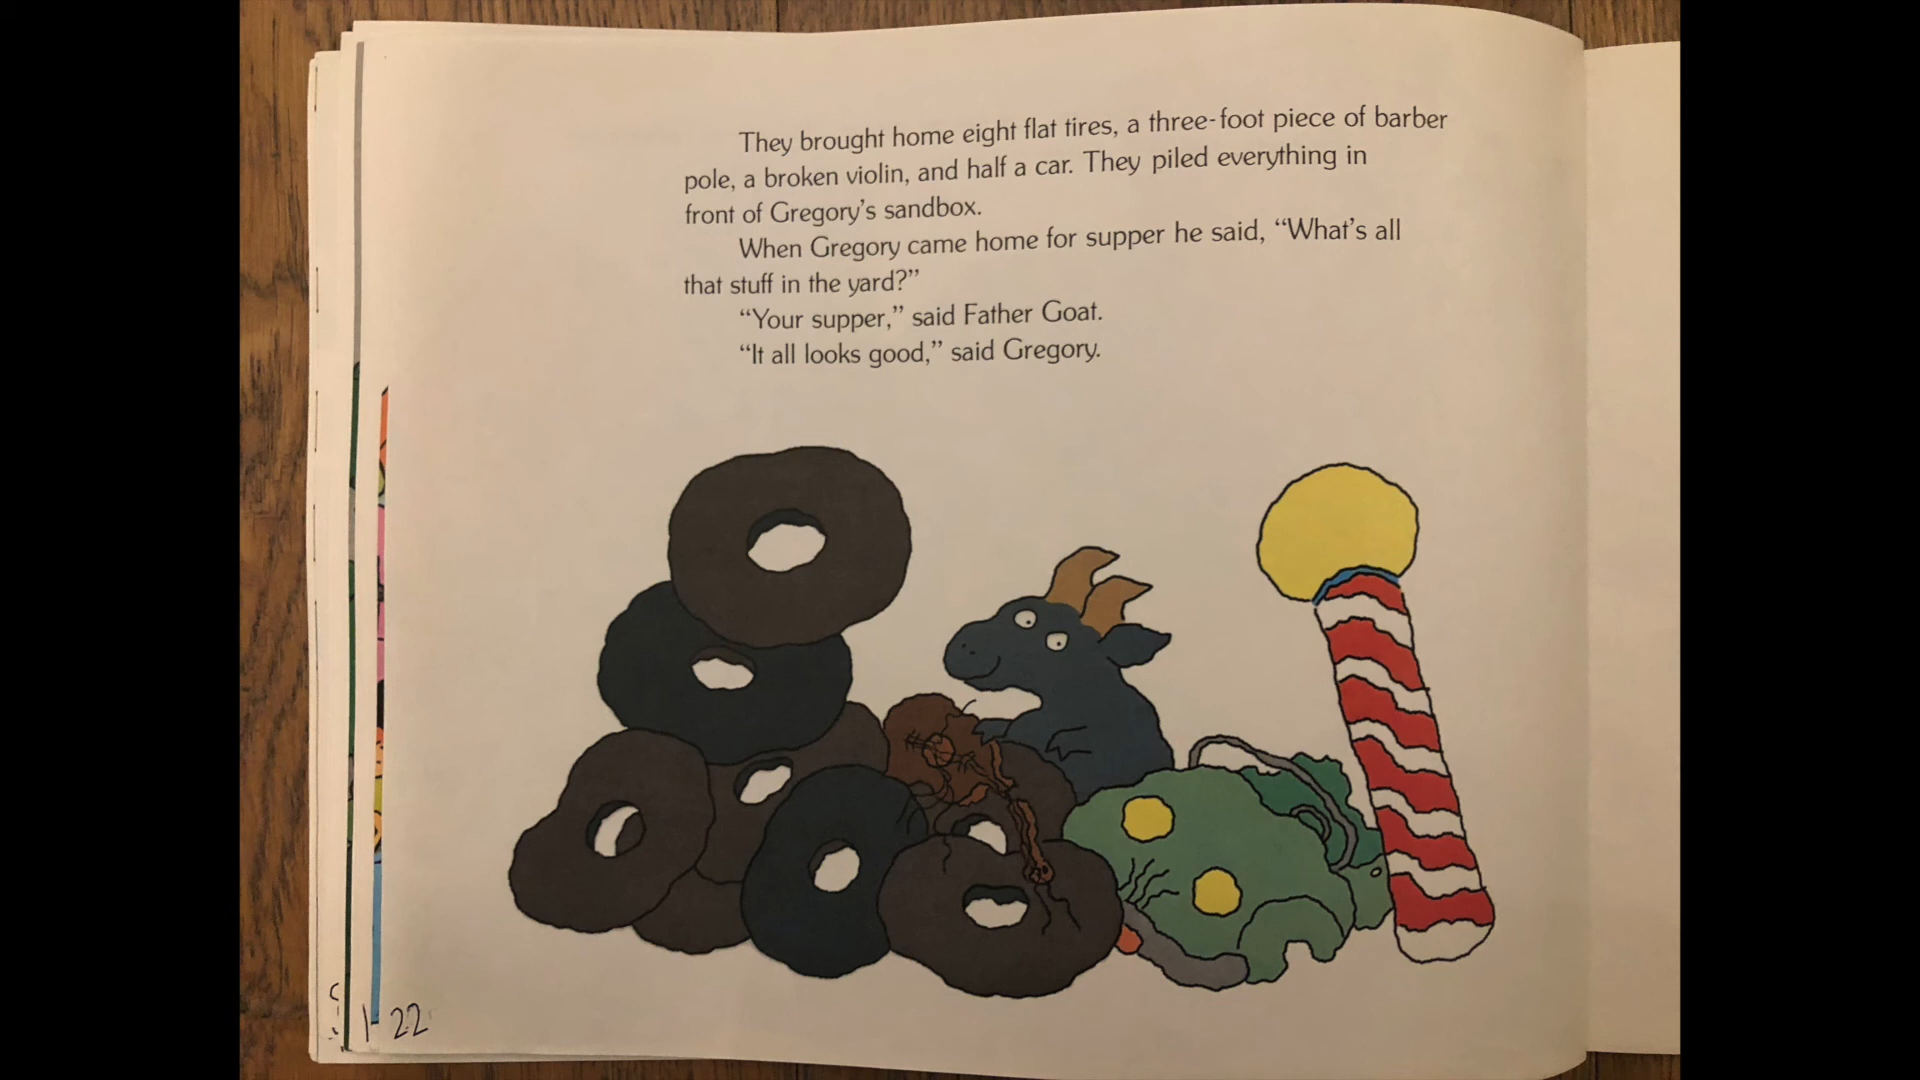 They brought home eight flat tires, a three-foot piece of barber
pole, a broken violin, and half a car. They piled everything in
front of Gregory's sandbox.
When Gregory came home for supper he said, “What's all
that stuff in the yard?”
“Your supper,” said Father Goat.
“It all looks good,” said Gregory.
22